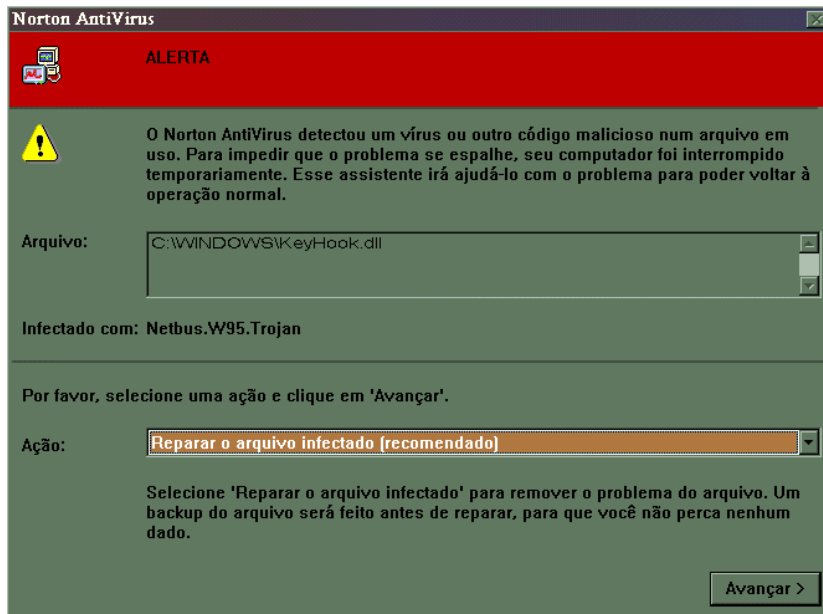 Norton AntiVirus
ALERTA
O Norton AntiVirus detectou um vírus ou outro código malicioso num arquivo em
uso. Para impedir que o problema se espalhe, seu computador foi interrompido
temporariamente. Esse assistente irá ajudá-lo com o problema para poder voltar à
operação normal.
Arquivo: C:\WINDOWS\KeyHook.dll
Infectado com: Netbus.W95.Trojan
Por favor, selecione uma ação e clique em 'Avançar'.
Ação: Reparar o arquivo infectado (recomendado)
Selecione 'Reparar o arquivo infectado' para remover o problema do arquivo. Um
backup do arquivo será feito antes de reparar, para que você não perca nenhum
dado.
Avançar >